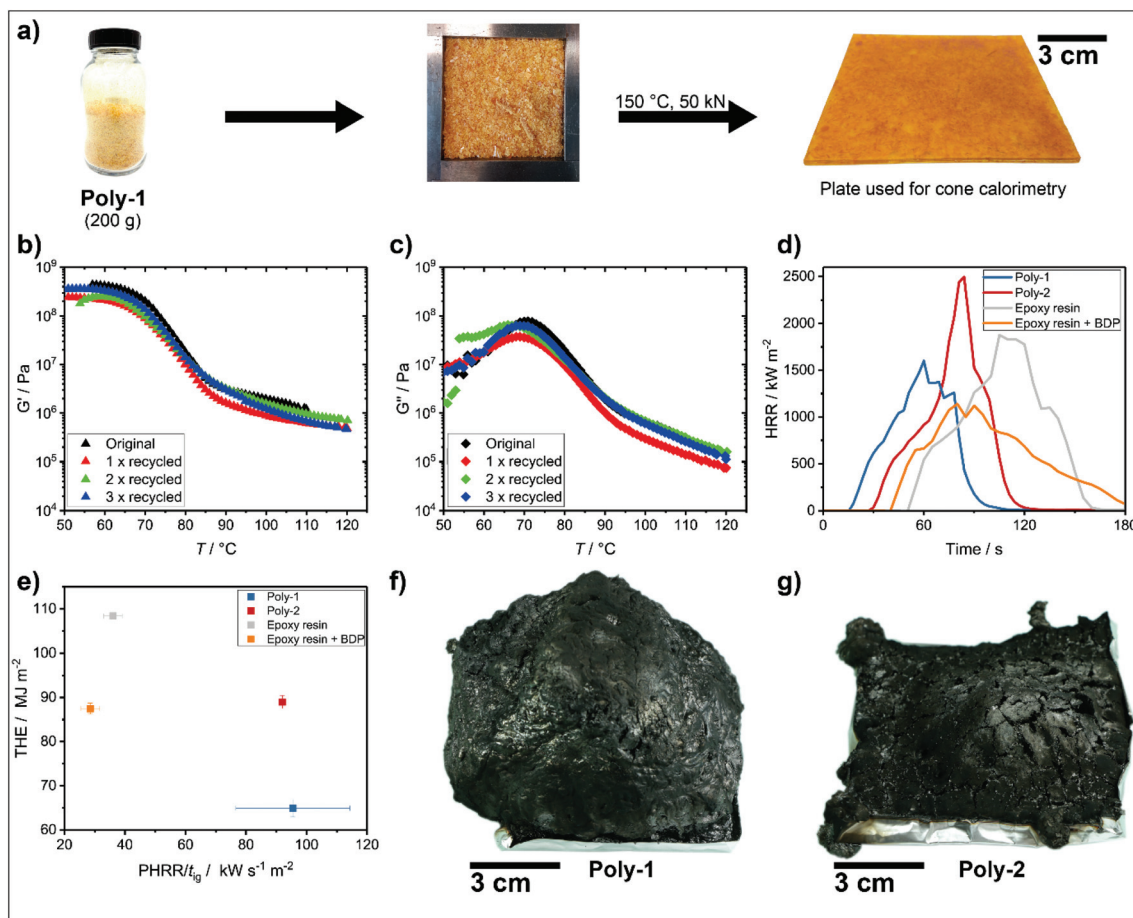 a)
Poly-1
(200 g)
150 °C, 50 kN
3 cm
Plate used for cone calorimetry
b)
G' / Pa
10⁹
10⁸
10⁷
10⁶
10⁵
10⁴
Original
1 x recycled
2 x recycled
3 x recycled
50 60 70 80 90 100 110 120
T / °C
c)
G'' / Pa
10⁹
10⁸
10⁷
10⁶
10⁵
10⁴
Original
1 x recycled
2 x recycled
3 x recycled
50 60 70 80 90 100 110 120
T / °C
d)
HRR / kW m⁻²
2500
2000
1500
1000
500
0
Poly-1
Poly-2
Epoxy resin
Epoxy resin + BDP
0 60 120 180
Time / s
e)
THE / MJ m⁻²
110
100
90
80
70
60
Poly-1
Poly-2
Epoxy resin
Epoxy resin + BDP
20 40 60 80 100 120
PHRR/tᵢg / kW s⁻¹ m⁻²
f)
3 cm
Poly-1
g)
3 cm
Poly-2